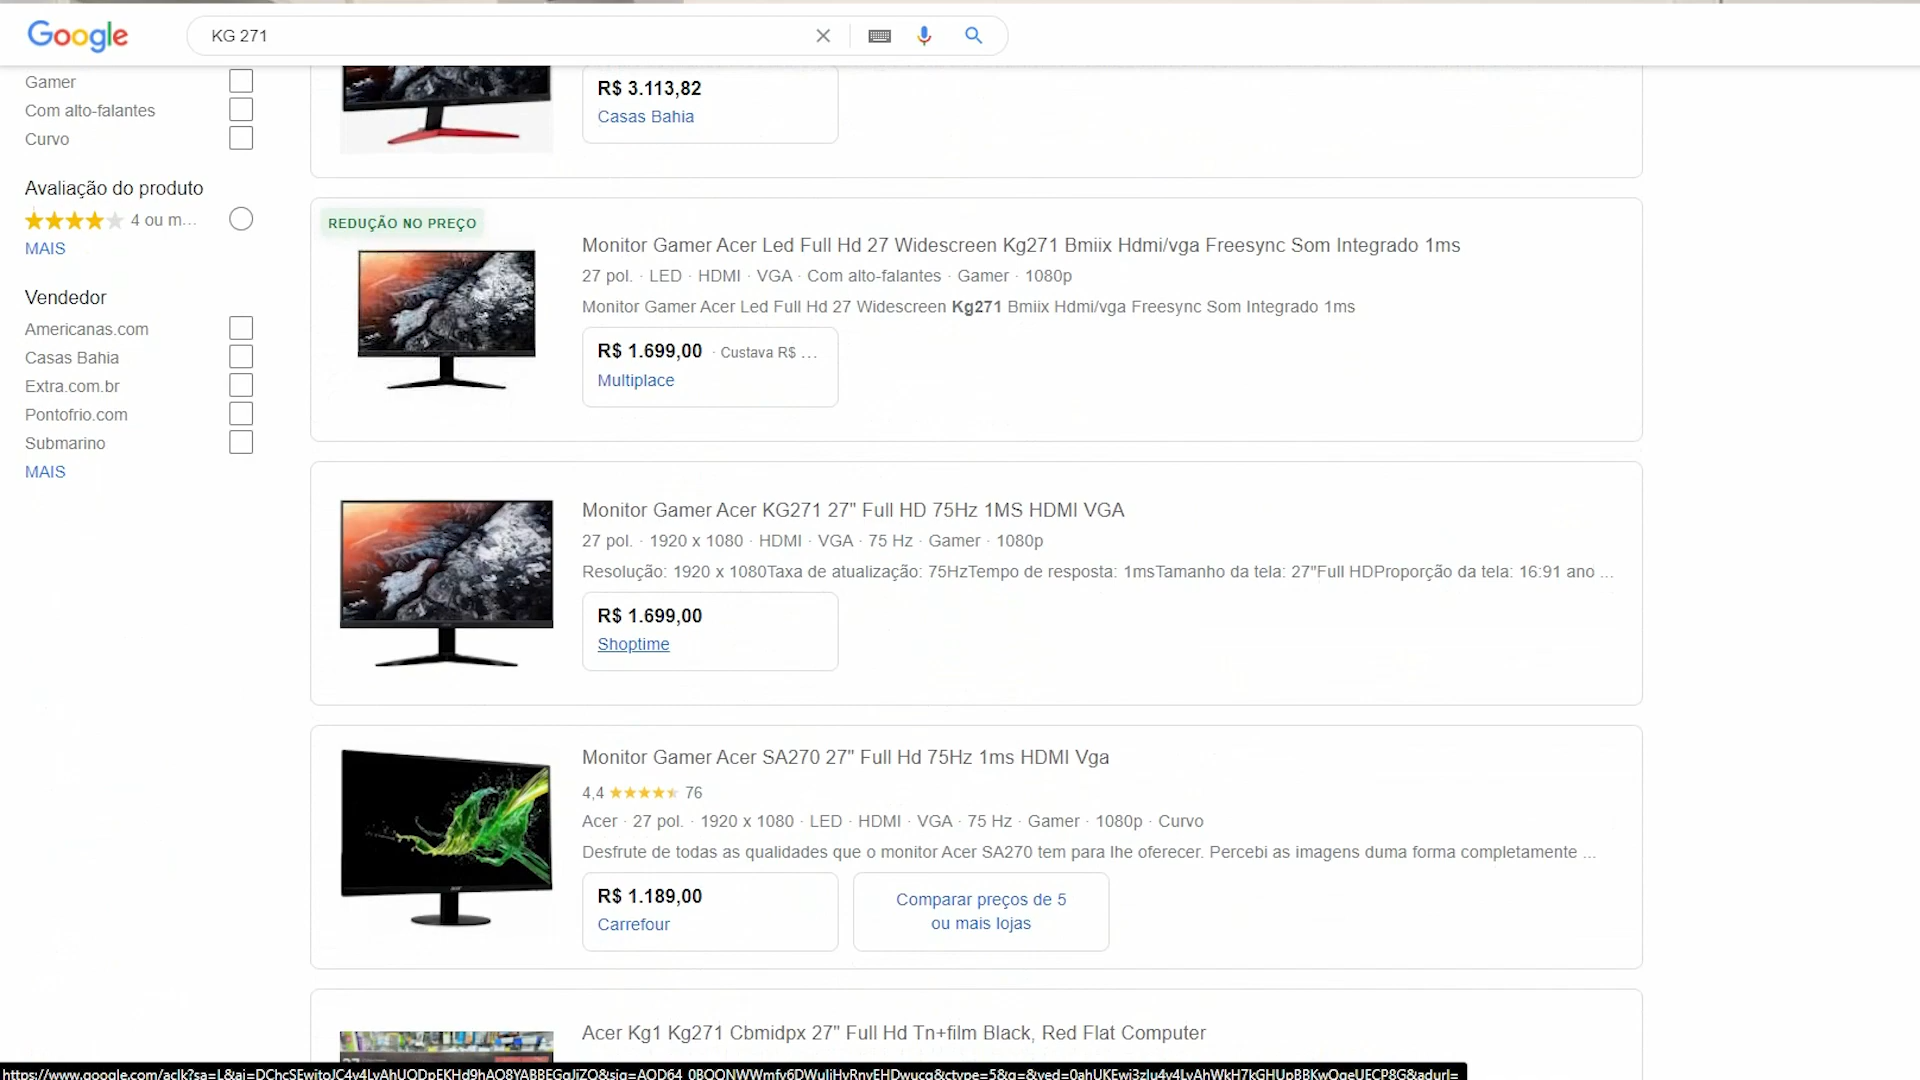 Google
KG 271
Gamer
Com alto-falantes
Curvo
Avaliação do produto
4 ou m...
MAIS
Vendedor
Americanas.com
Casas Bahia
Extra.com.br
Pontofrio.com
Submarino
MAIS
R$ 3.113,82
Casas Bahia
REDUÇÃO NO PREÇO
Monitor Gamer Acer Led Full Hd 27 Widescreen Kg271 Bmiix Hdmi/vga Freesync Som Integrado 1ms
27 pol. · LED · HDMI · VGA · Com alto-falantes · Gamer · 1080p
Monitor Gamer Acer Led Full Hd 27 Widescreen Kg271 Bmiix Hdmi/vga Freesync Som Integrado 1ms
R$ 1.699,00 · Custava R$ ...
Multiplace
Monitor Gamer Acer KG271 27" Full HD 75Hz 1MS HDMI VGA
27 pol. · 1920 x 1080 · HDMI · VGA · 75 Hz · Gamer · 1080p
Resolução: 1920 x 1080Taxa de atualização: 75HzTempo de resposta: 1msTamanho da tela: 27"Full HDProporção da tela: 16:91 ano ...
R$ 1.699,00
Shoptime
Monitor Gamer Acer SA270 27" Full Hd 75Hz 1ms HDMI Vga
4,4 76
Acer · 27 pol. · 1920 x 1080 · LED · HDMI · VGA · 75 Hz · Gamer · 1080p · Curvo
Desfrute de todas as qualidades que o monitor Acer SA270 tem para lhe oferecer. Percebi as imagens duma forma completamente ...
R$ 1.189,00
Carrefour
Comparar preços de 5
ou mais lojas
Acer Kg1 Kg271 Cbmidpx 27" Full Hd Tn+film Black, Red Flat Computer